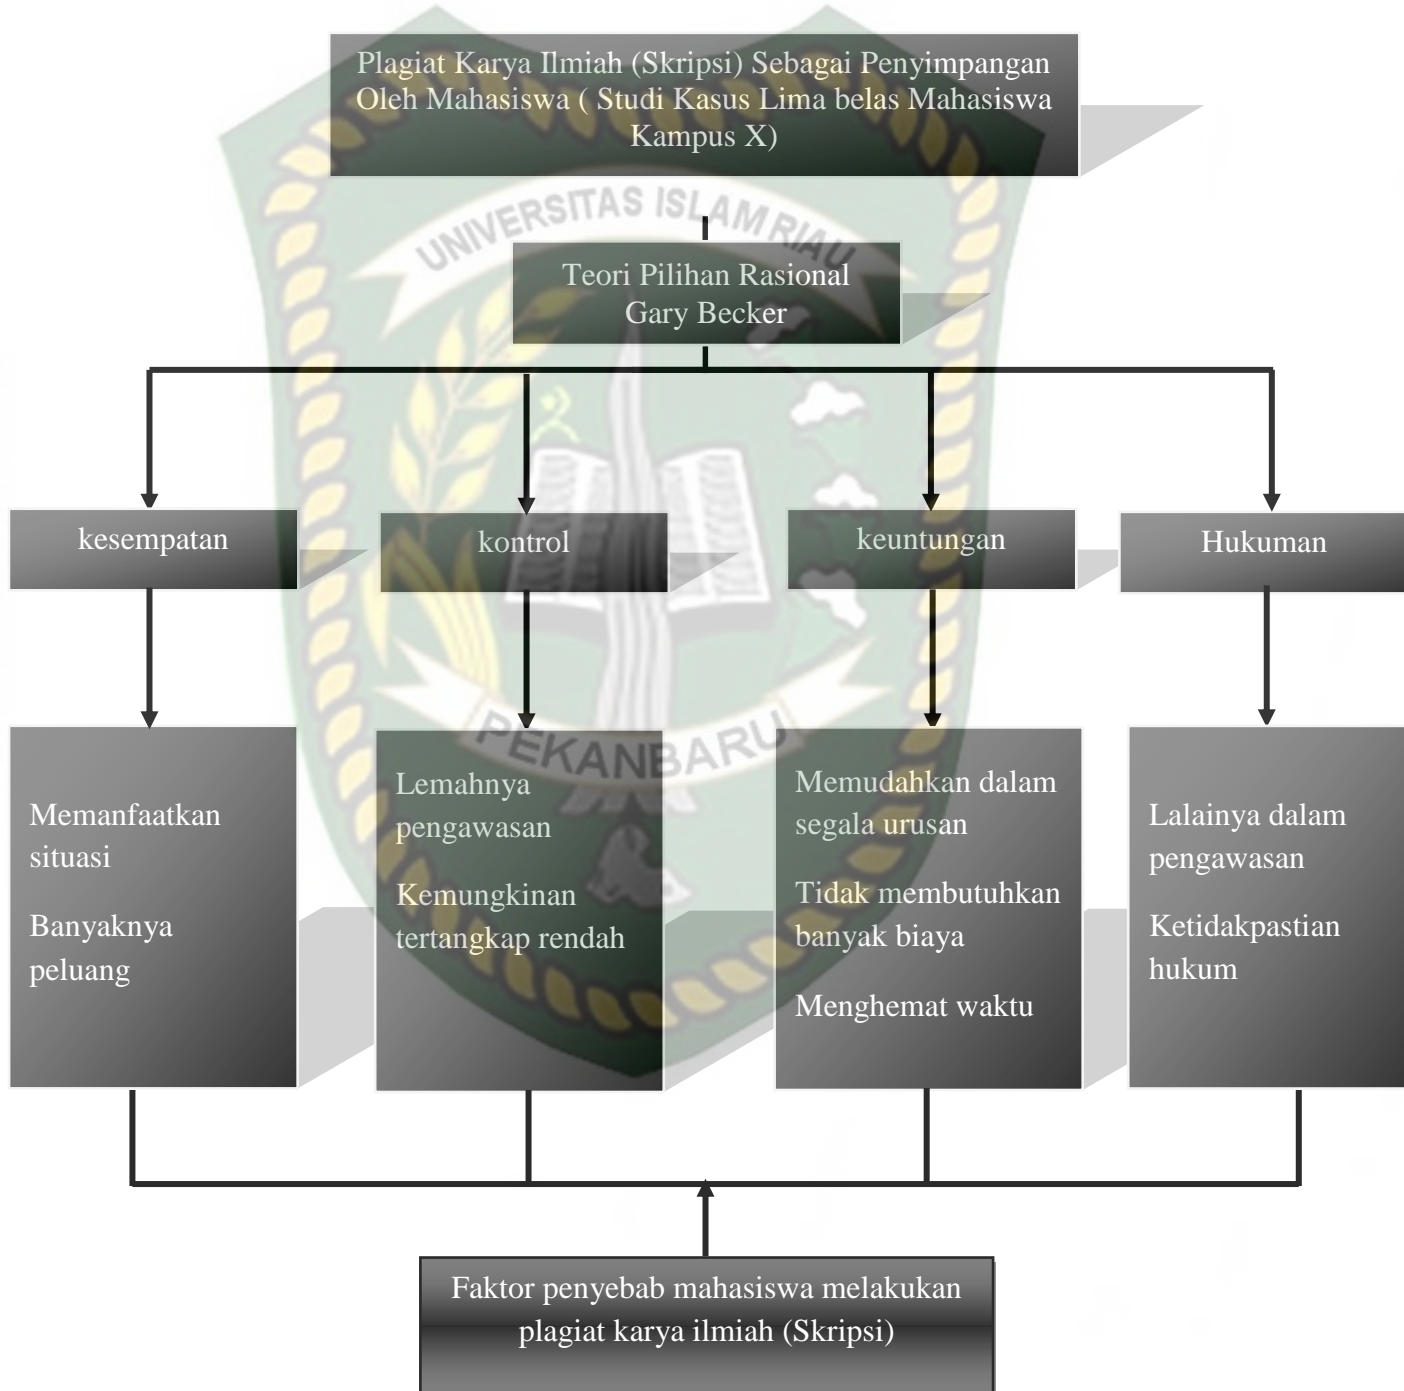 Plagiat Karya Ilmiah (Skripsi) Sebagai Penyimpangan
Oleh Mahasiswa ( Studi Kasus Lima belas Mahasiswa
Kampus X)
UNIVERSITAS ISLAM RIAU
Teori Pilihan Rasional
Gary Becker
kesempatan
kontrol
keuntungan
Hukuman
Memanfaatkan
situasi
Banyaknya
peluang
Lemahnya
pengawasan
Kemungkinan
tertangkap rendah
Memudahkan dalam
segala urusan
Tidak membutuhkan
banyak biaya
Menghemat waktu
Lalainya dalam
pengawasan
Ketidakpastian
hukum
PEKANBARU
Faktor penyebab mahasiswa melakukan
plagiat karya ilmiah (Skripsi)